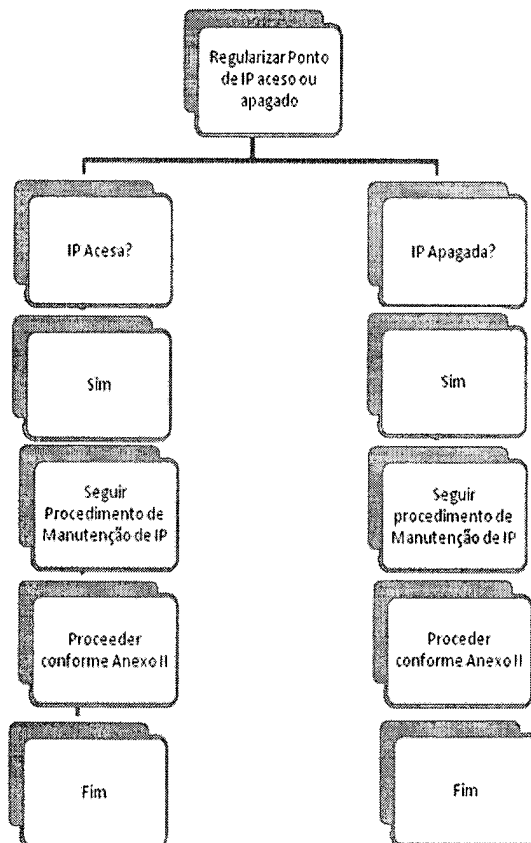 Regularizar Ponto
de IP aceso ou
apagado
IP Acesa?
Sim
Seguir
Procedimento de
Manutenção de IP
Proceeder
conforme Anexo II
Fim
IP Apagada?
Sim
Seguir
procedimento de
Manutenção de IP
Proceder
conforme Anexo II
Fim